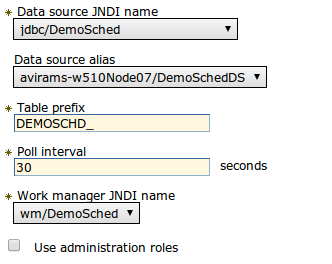 * Data source JNDI name
jdbc/DemoSched
Data source alias
avirams-w510Node07/DemoSchedDS
* Table prefix
DEMOSCHD_
* Poll interval
30 seconds
* Work manager JNDI name
wm/DemoSched
Use administration roles